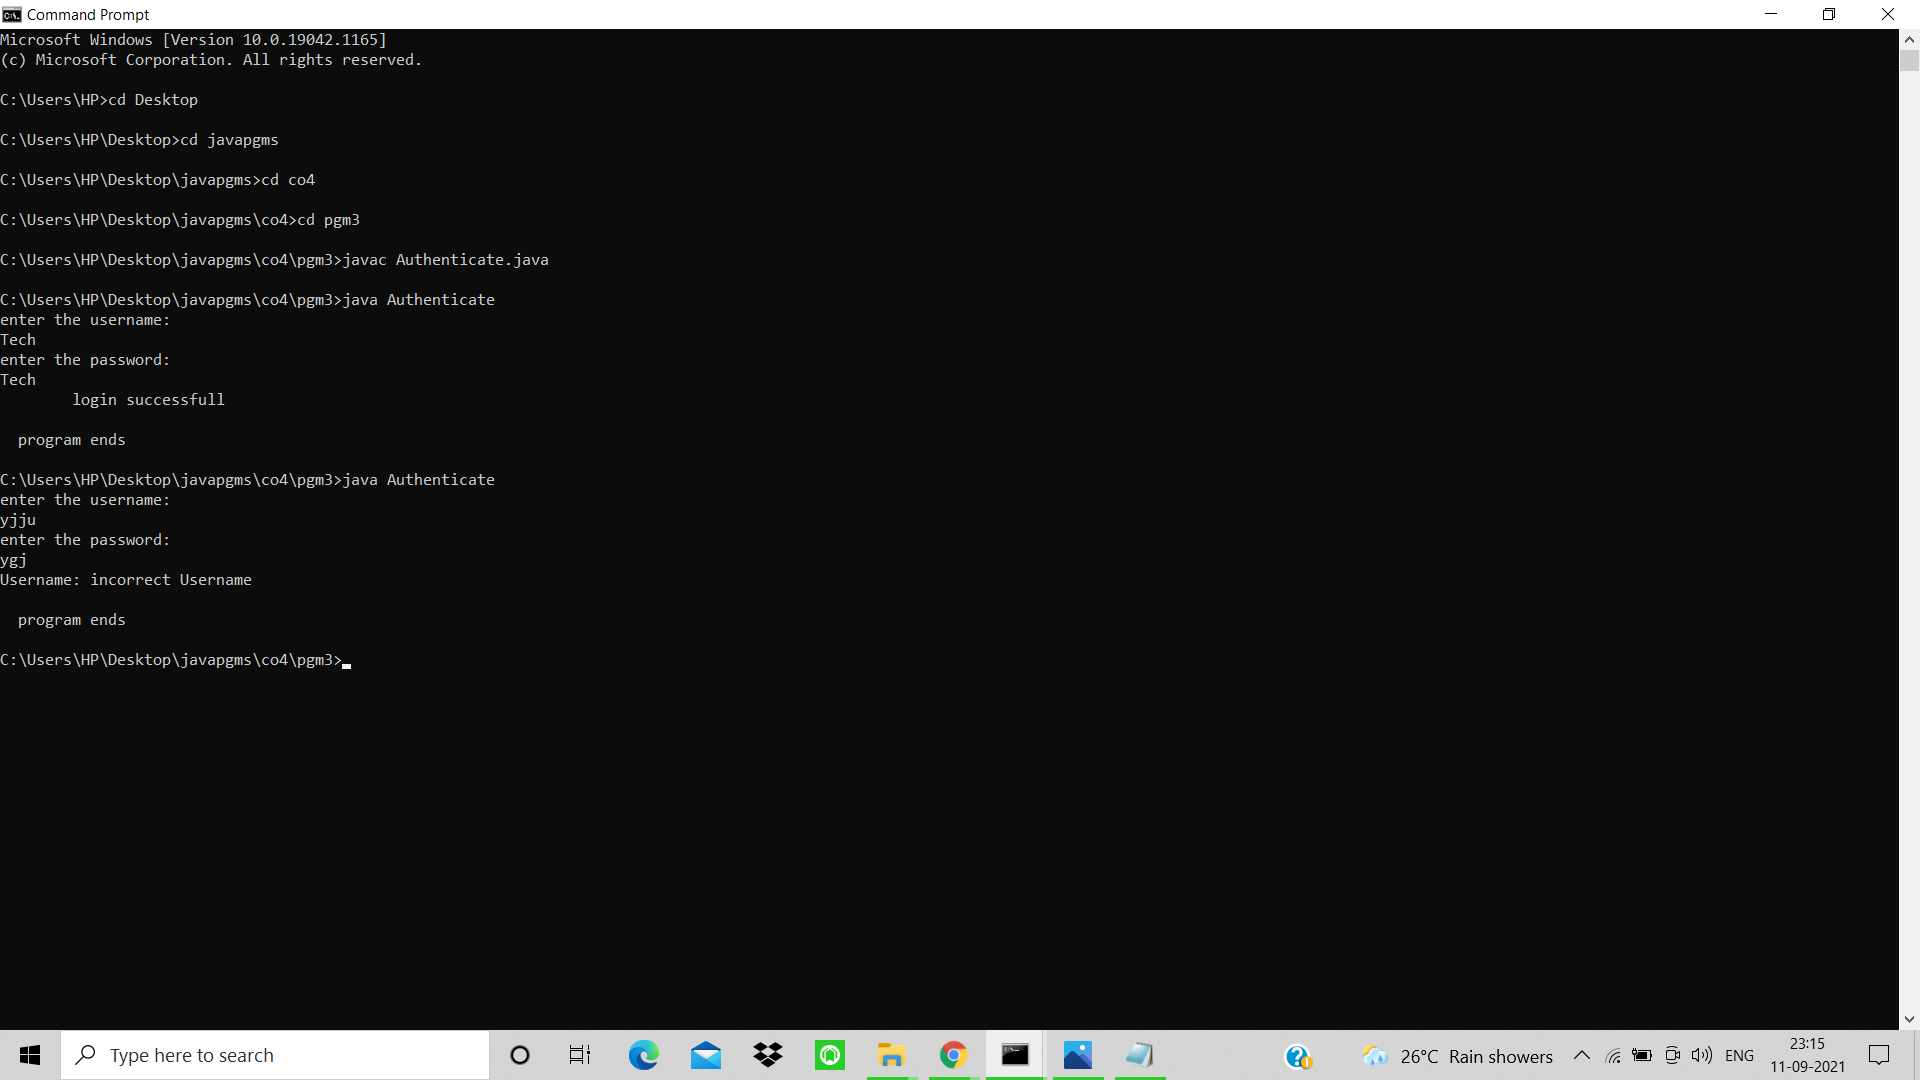 Command Prompt
Microsoft Windows [Version 10.0.19042.1165]
(c) Microsoft Corporation. All rights reserved.
C:\Users\HP>cd Desktop
C:\Users\HP\Desktop>cd javapgms
C:\Users\HP\Desktop\javapgms>cd co4
C:\Users\HP\Desktop\javapgms\co4>cd pgm3
C:\Users\HP\Desktop\javapgms\co4\pgm3>javac Authenticate.java
C:\Users\HP\Desktop\javapgms\co4\pgm3>java Authenticate
enter the username:
Tech
enter the password:
Tech
login successfull
program ends
C:\Users\HP\Desktop\javapgms\co4\pgm3>java Authenticate
enter the username:
yjju
enter the password:
ygj
Username: incorrect Username
program ends
C:\Users\HP\Desktop\javapgms\co4\pgm3>
Type here to search
26°C Rain showers
ENG
23:15
11-09-2021